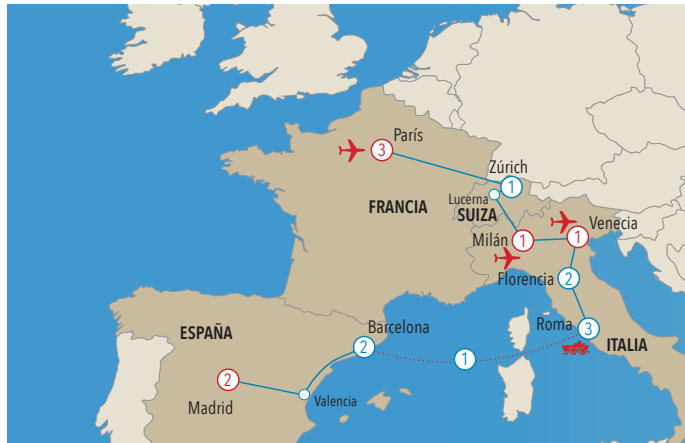 París
3
Zúrich
1
Lucerna
SUIZA
FRANCIA
Venecia
1
Milán
1
Florencia
2
Roma
3
ITALIA
Barcelona
2
1
ESPAÑA
2
Madrid
Valencia